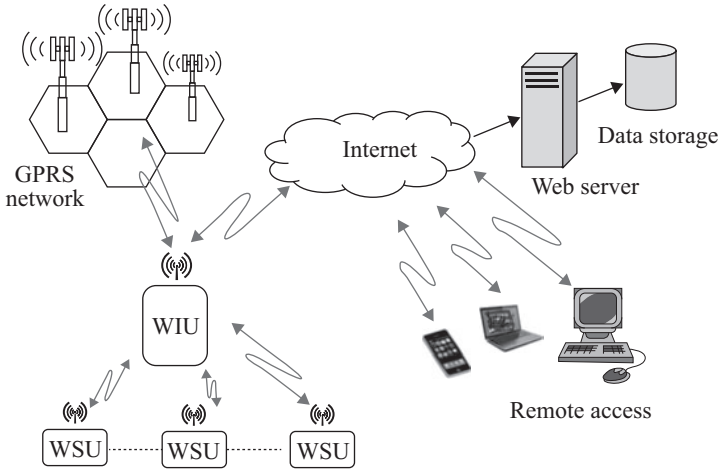 GPRS
network
Internet
Web server
Data storage
WIU
WSU
WSU
WSU
Remote access